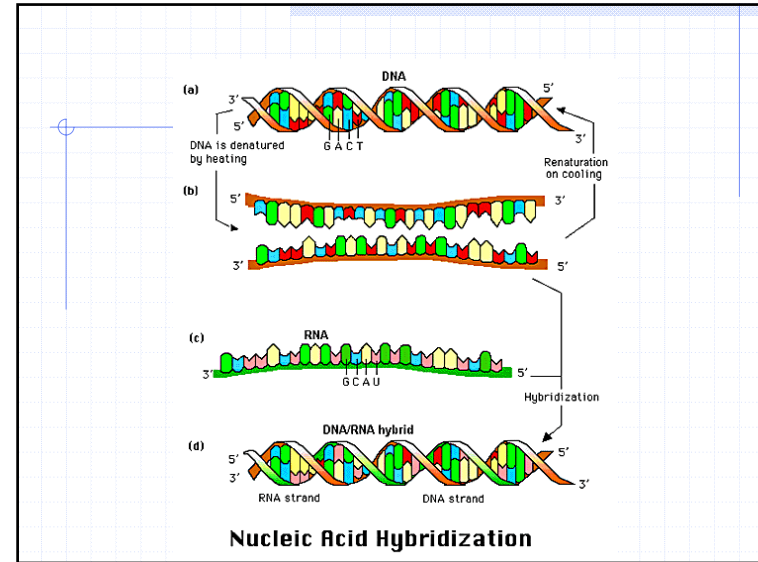 DNA
(a)
3′
5′
5′
3′
G A C T
DNA is denatured
by heating
Renaturation
on cooling
(b)
5′
3′
3′
5′
(c)
RNA
3′
5′
G C A U
Hybridization
DNA/RNA hybrid
(d)
5′
3′
5′
3′
RNA strand
DNA strand
Nucleic Acid Hybridization